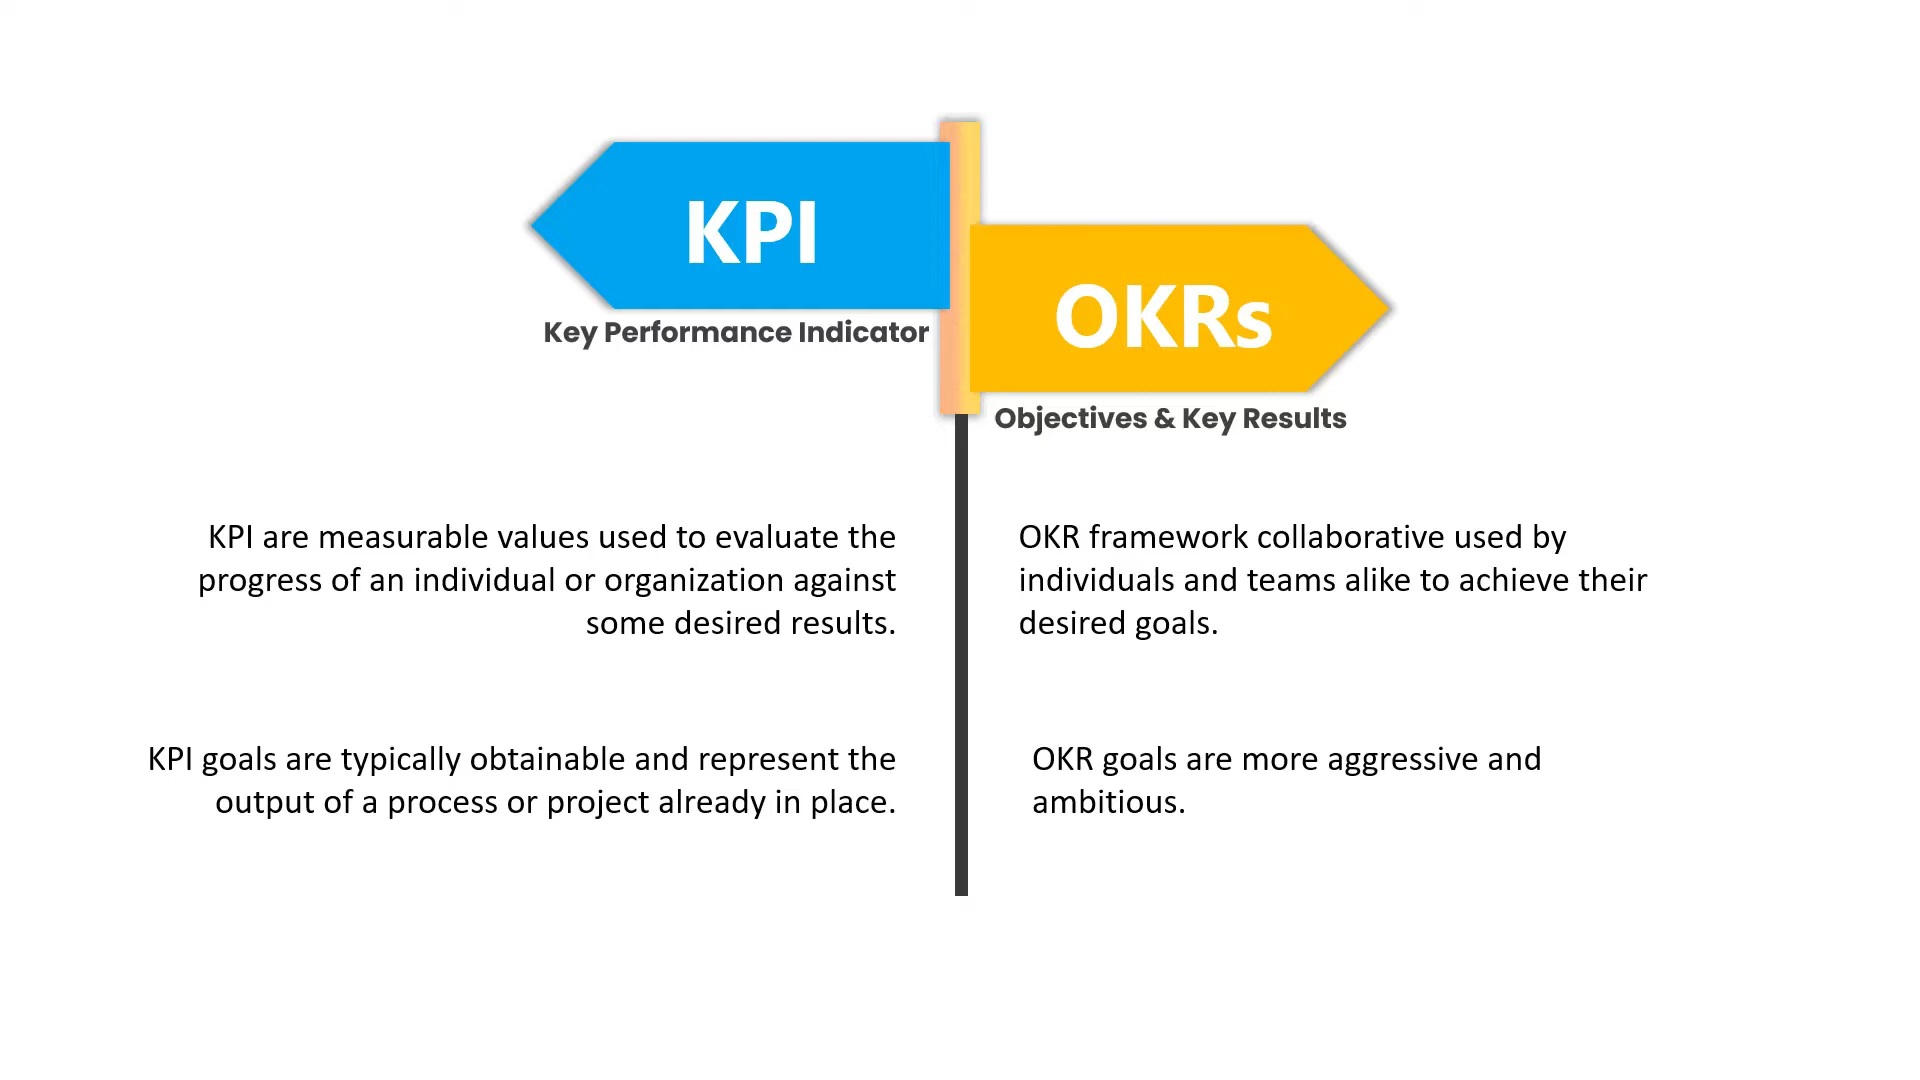 KPI
Key Performance Indicator
OKRs
Objectives & Key Results
KPI are measurable values used to evaluate the
progress of an individual or organization against
some desired results.
KPI goals are typically obtainable and represent the
output of a process or project already in place.
OKR framework collaborative used by
individuals and teams alike to achieve their
desired goals.
OKR goals are more aggressive and
ambitious.